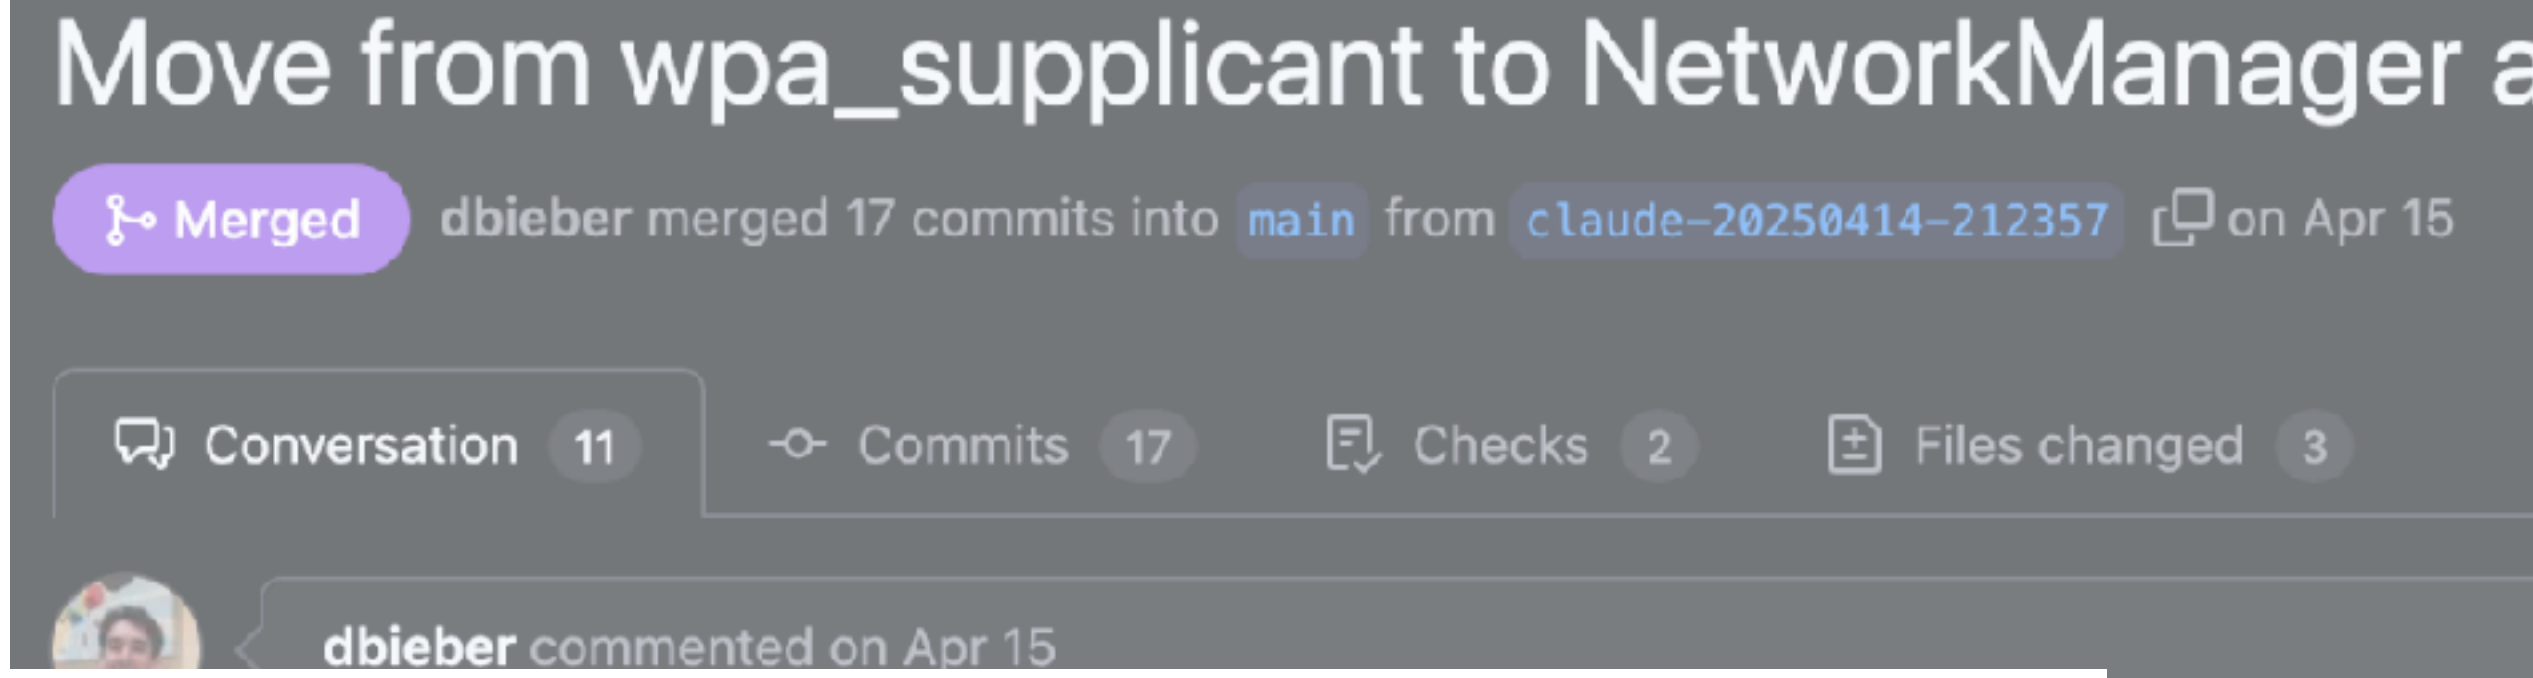 Move from wpa_supplicant to NetworkManager a
Merged dbieber merged 17 commits into main from claude-20250414-212357 on Apr 15
Conversation 11 Commits 17 Checks 2 Files changed 3
dbieber commented on Apr 15